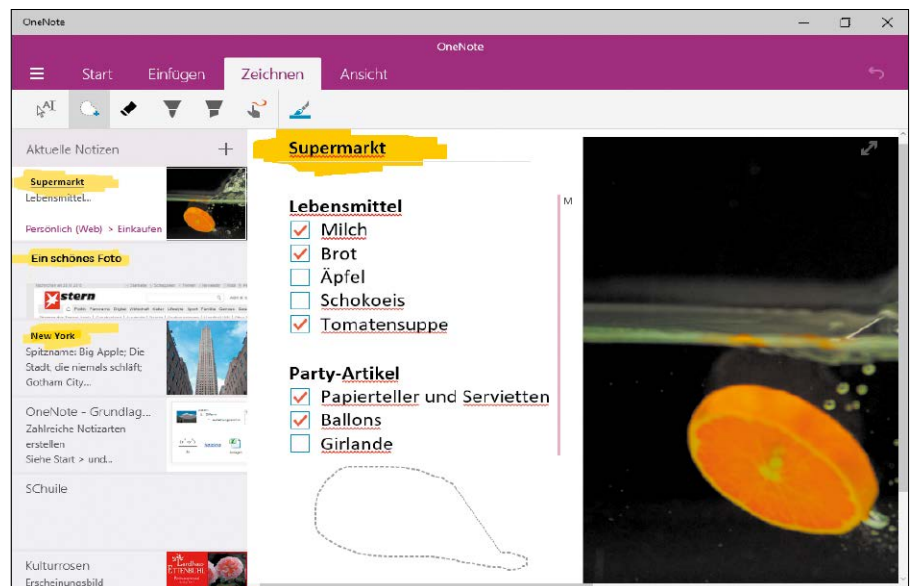 OneNote
OneNote
Start Einfügen Zeichnen Ansicht
Aktuelle Notizen
Supermarkt
Lebensmittel...
Persönlich (Web) > Einkaufen
Ein schönes Foto
stern
New York
Spitzname: Big Apple; Die
Stadt, die niemals schläft;
Gotham City...
OneNote - Grundlag...
Zahlreiche Notizarten
erstellen
Siehe Start > und...
SChuile
Kulturrosen
Erscheinungsbild
Landhaus
ETTENBÜHL
Supermarkt
Lebensmittel
Milch
Brot
Äpfel
Schokoeis
Tomatensuppe
Party-Artikel
Papierteller und Servietten
Ballons
Girlande
M